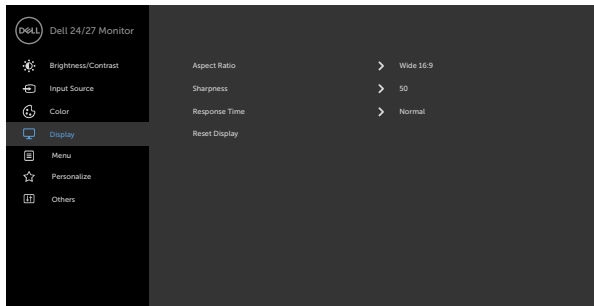 DELL Dell 24/27 Monitor
Brightness/Contrast Aspect Ratio Wide 16:9
Input Source Sharpness 50
Color Response Time Normal
Display Reset Display
Menu
Personalize
Others